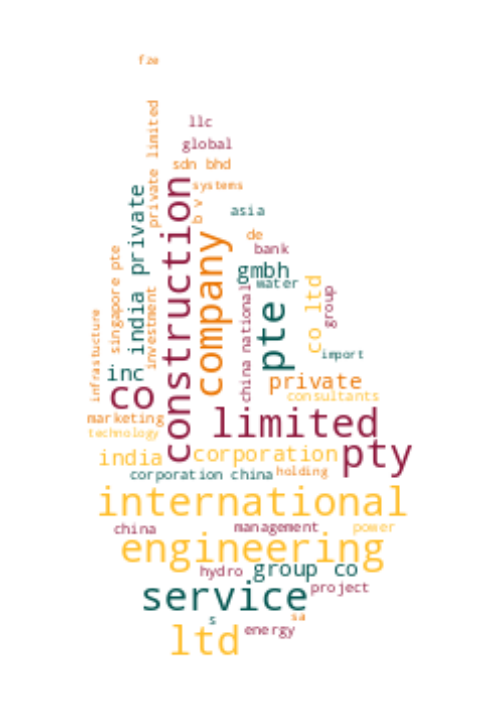 fze
llc
private limited
global
sdn bhd
systems
construction
india private
b v
asia
company
de
bank
singapore pte
gmbh
water
co ltd
china national
group
investment
pte
infrastucture
import
inc
private
co
consultants
limited
marketing
technology
pty
india
corporation
corporation china
holding
international
china
management
power
engineering
hydro
group co
service
project
s
sa
ltd
energy